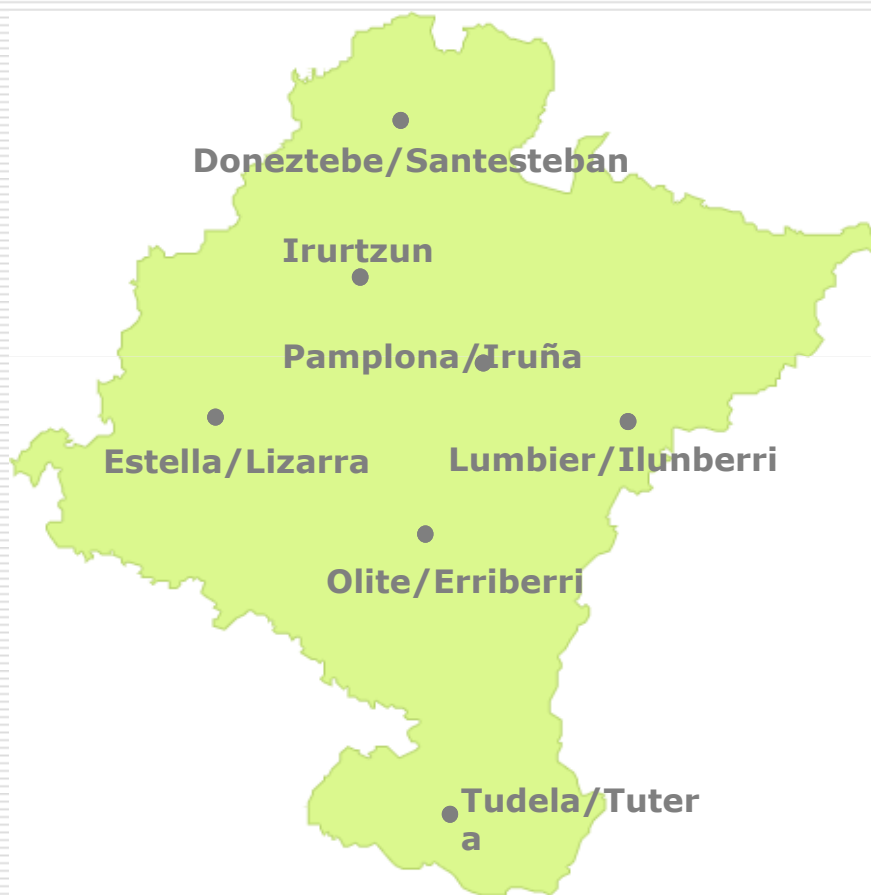 Doneztebe/Santesteban
Irurtzun
Pamplona/Iruña
Estella/Lizarra
Lumbier/Ilunberri
Olite/Erriberri
Tudela/Tuter
a